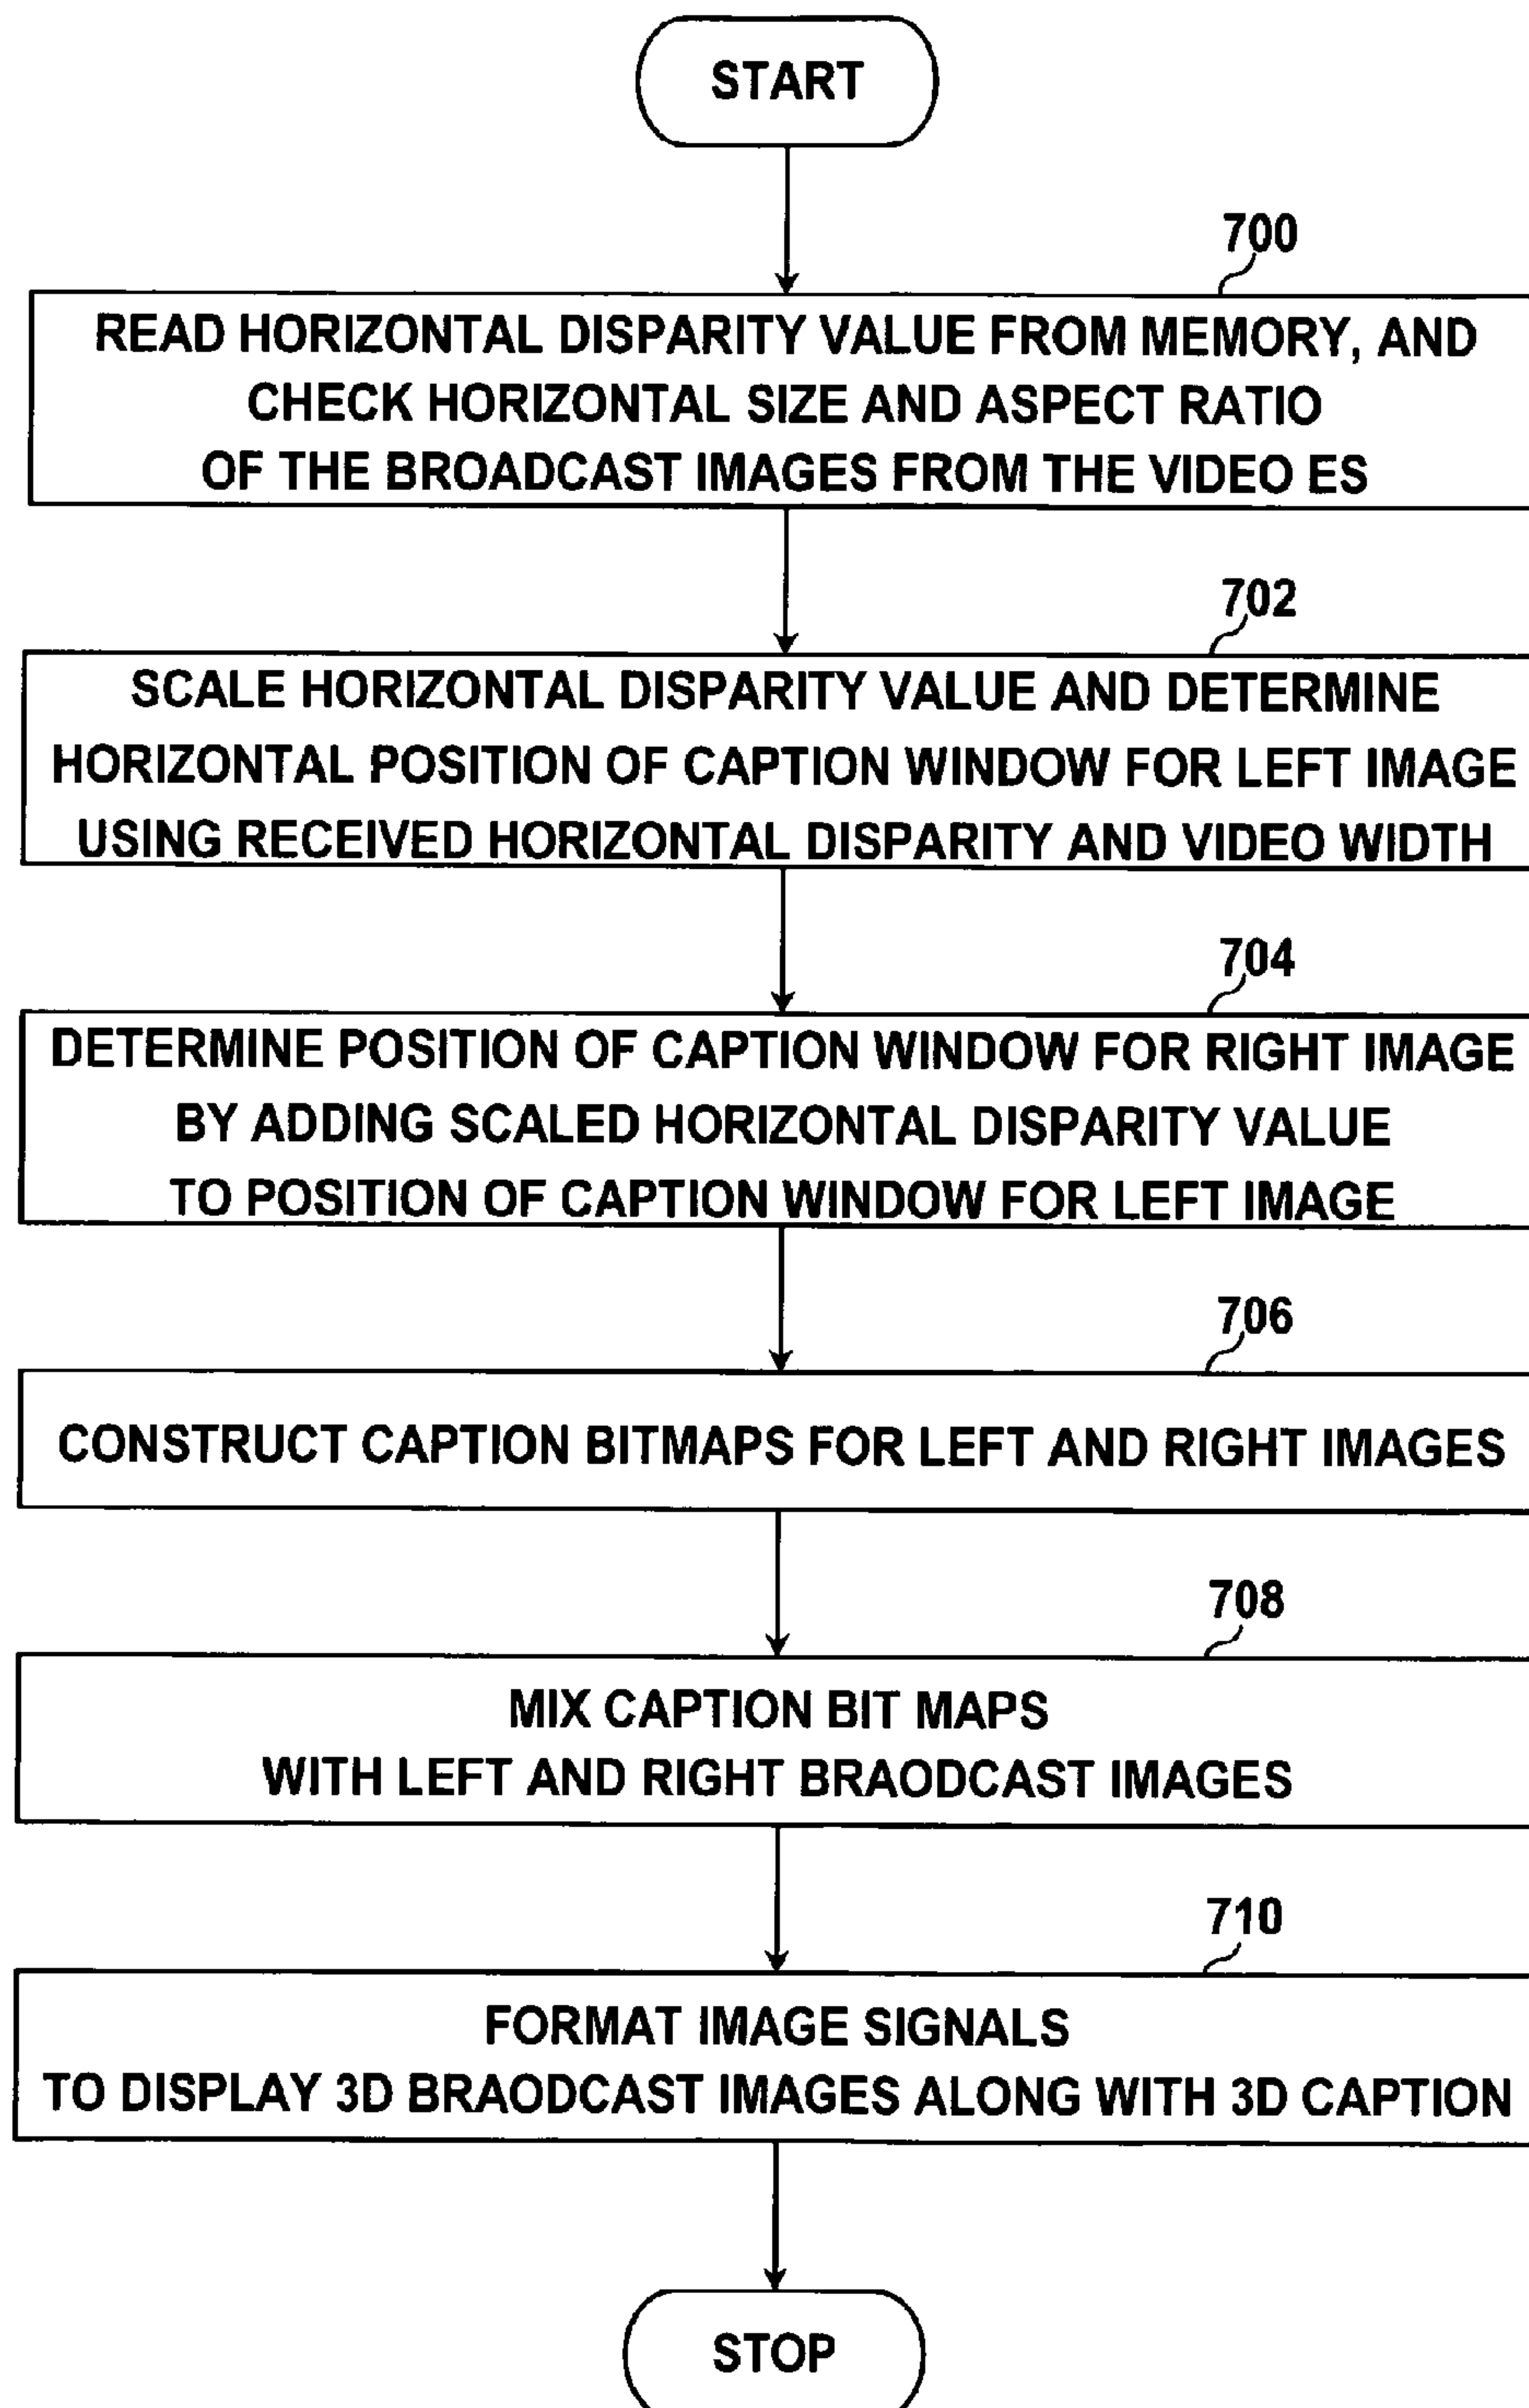 START
700
READ HORIZONTAL DISPARITY VALUE FROM MEMORY, AND
CHECK HORIZONTAL SIZE AND ASPECT RATIO
OF THE BROADCAST IMAGES FROM THE VIDEO ES
702
SCALE HORIZONTAL DISPARITY VALUE AND DETERMINE
HORIZONTAL POSITION OF CAPTION WINDOW FOR LEFT IMAGE
USING RECEIVED HORIZONTAL DISPARITY AND VIDEO WIDTH
704
DETERMINE POSITION OF CAPTION WINDOW FOR RIGHT IMAGE
BY ADDING SCALED HORIZONTAL DISPARITY VALUE
TO POSITION OF CAPTION WINDOW FOR LEFT IMAGE
706
CONSTRUCT CAPTION BITMAPS FOR LEFT AND RIGHT IMAGES
708
MIX CAPTION BIT MAPS
WITH LEFT AND RIGHT BRAODCAST IMAGES
710
FORMAT IMAGE SIGNALS
TO DISPLAY 3D BRAODCAST IMAGES ALONG WITH 3D CAPTION
STOP